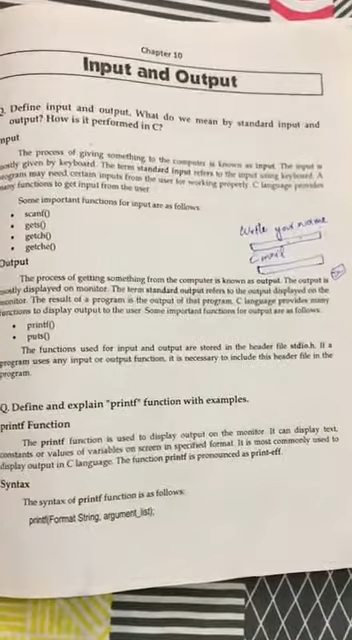 Chapter 10
Input and Output
Q. Define input and output. What do we mean by standard input and
output? How is it performed in C?
nput
The process of giving something to the computer is known as input. The input is
mostly given by keyboard. The term standard input refers to the input using keyboard. A
program may need certain inputs from the user for working properly. C language provides
many functions to get input from the user.
Some important functions for input are as follows:
• scanf()
• gets()
• getch()
• getche()
Write your name
Email
Output
The process of getting something from the computer is known as output. The output is
mostly displayed on monitor. The term standard output refers to the output displayed on the
monitor. The result of a program is the output of that program. C language provides many
functions to display output to the user. Some important functions for output are as follows:
• printf()
• puts()
The functions used for input and output are stored in the header file stdio.h. If a
program uses any input or output function, it is necessary to include this header file in the
program.
Q. Define and explain "printf" function with examples.
printf Function
The printf function is used to display output on the monitor. It can display text,
constants or values of variables on screen in specified format. It is most commonly used to
display output in C language. The function printf is pronounced as print-eff.
Syntax
The syntax of printf function is as follows:
printf(Format String, argument_list);